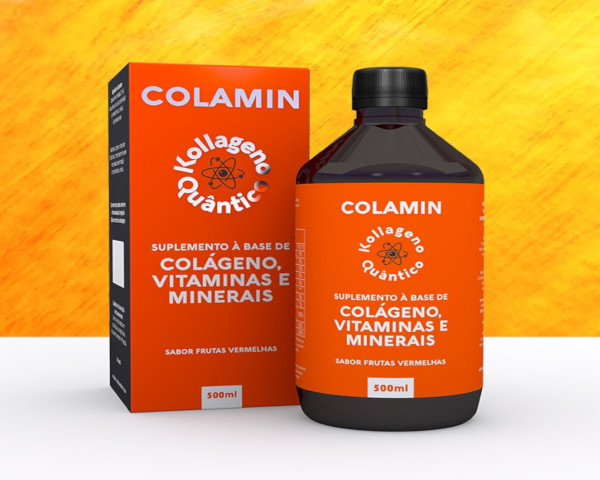 COLAMIN
Kollageno
Quântico
SUPLEMENTO À BASE DE
COLÁGENO,
VITAMINAS E
MINERAIS
SABOR FRUTAS VERMELHAS
500ml
COLAMIN
Kollageno
Quântico
SUPLEMENTO À BASE DE
COLÁGENO,
VITAMINAS E
MINERAIS
SABOR FRUTAS VERMELHAS
500ml